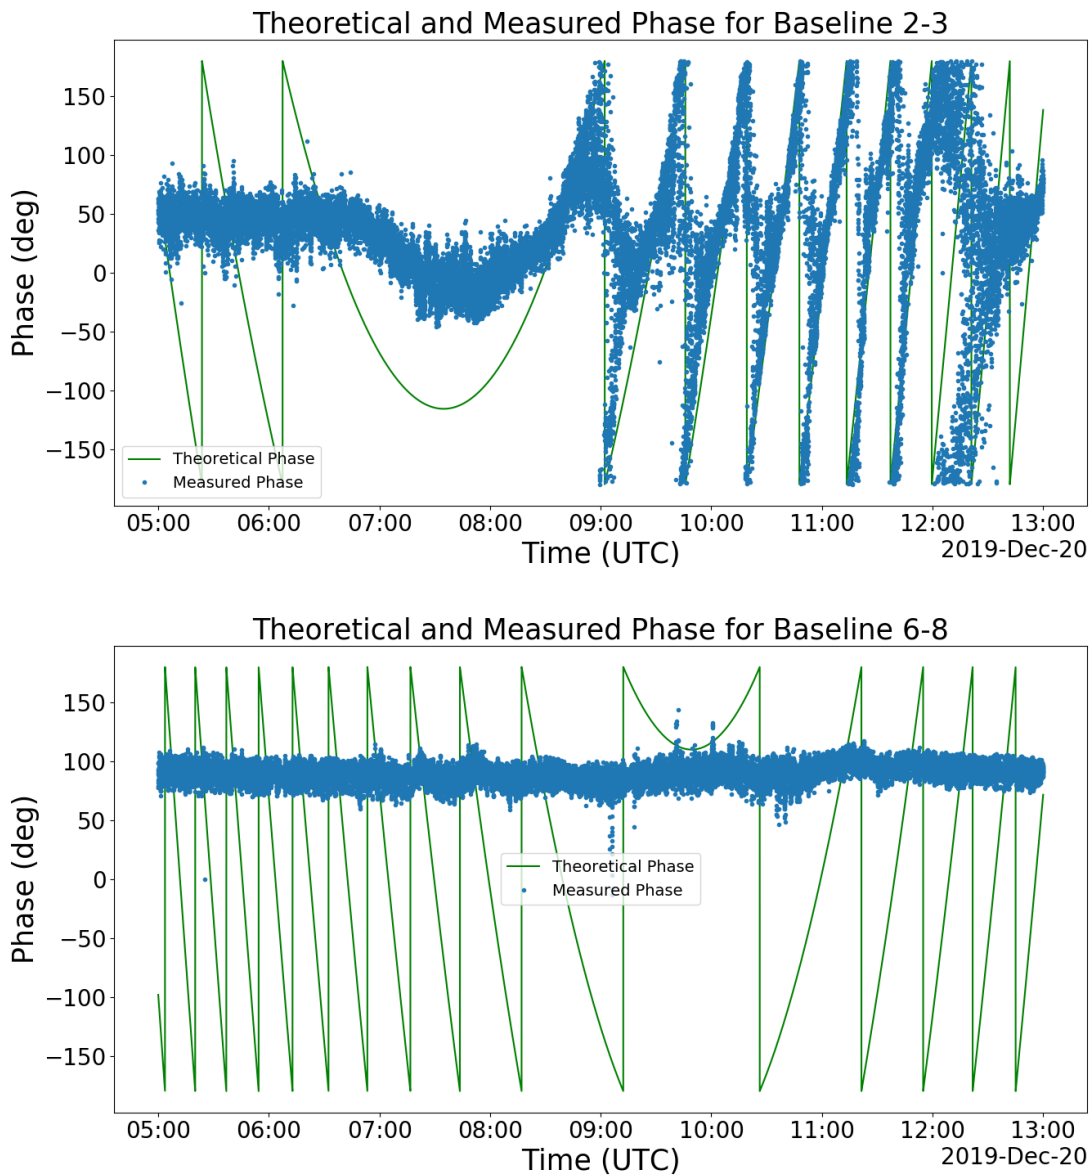 Theoretical and Measured Phase for Baseline 2-3
150
100
50
0
−50
−100
−150
Phase (deg)
Theoretical Phase
Measured Phase
05:00 06:00 07:00 08:00 09:00 10:00 11:00 12:00 13:00
Time (UTC)
2019-Dec-20
Theoretical and Measured Phase for Baseline 6-8
150
100
50
0
−50
−100
−150
Phase (deg)
Theoretical Phase
Measured Phase
05:00 06:00 07:00 08:00 09:00 10:00 11:00 12:00 13:00
Time (UTC)
2019-Dec-20